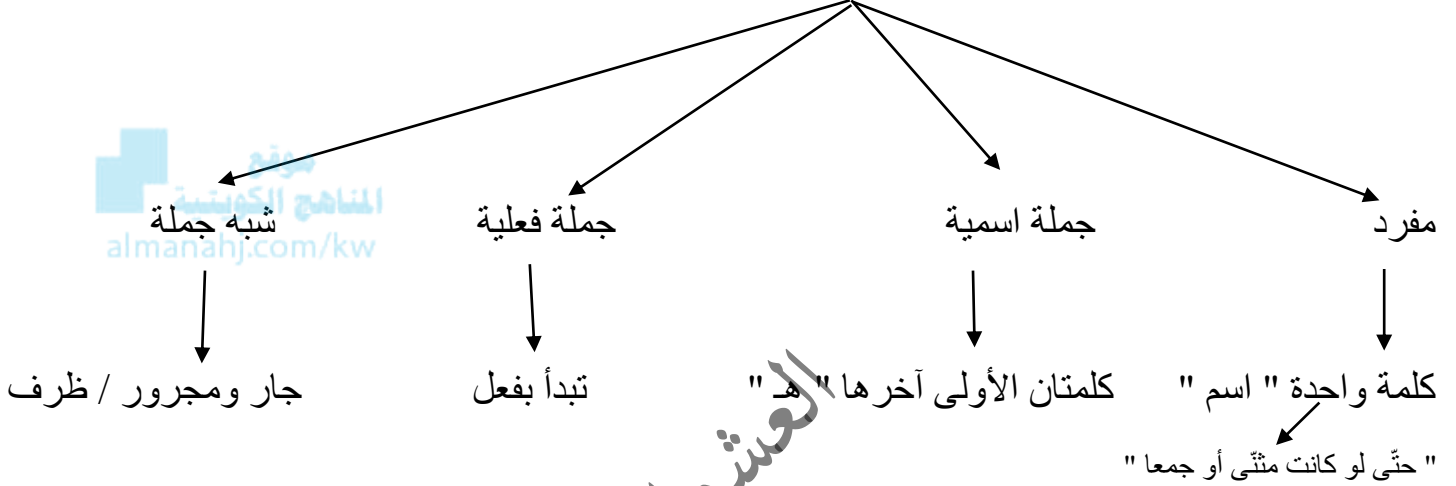 موقع
المناهج الكويتية
almanahj.com/kw
مفرد جملة اسمية جملة فعلية شبه جملة
كلمة واحدة " اسم " كلمتان الأولى آخرها " هـ " تبدأ بفعل جار ومجرور / ظرف
" حتّى لو كانت مثنّى أو جمعا "